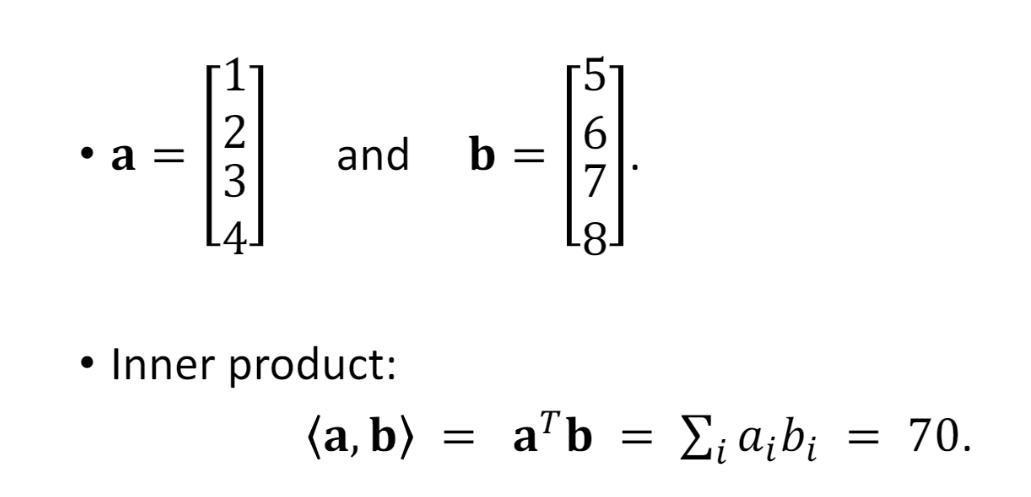 • a = [1 2 3 4] and b = [5 6 7 8].
• Inner product:
⟨a, b⟩ = aᵀb = ∑ᵢ aᵢbᵢ = 70.